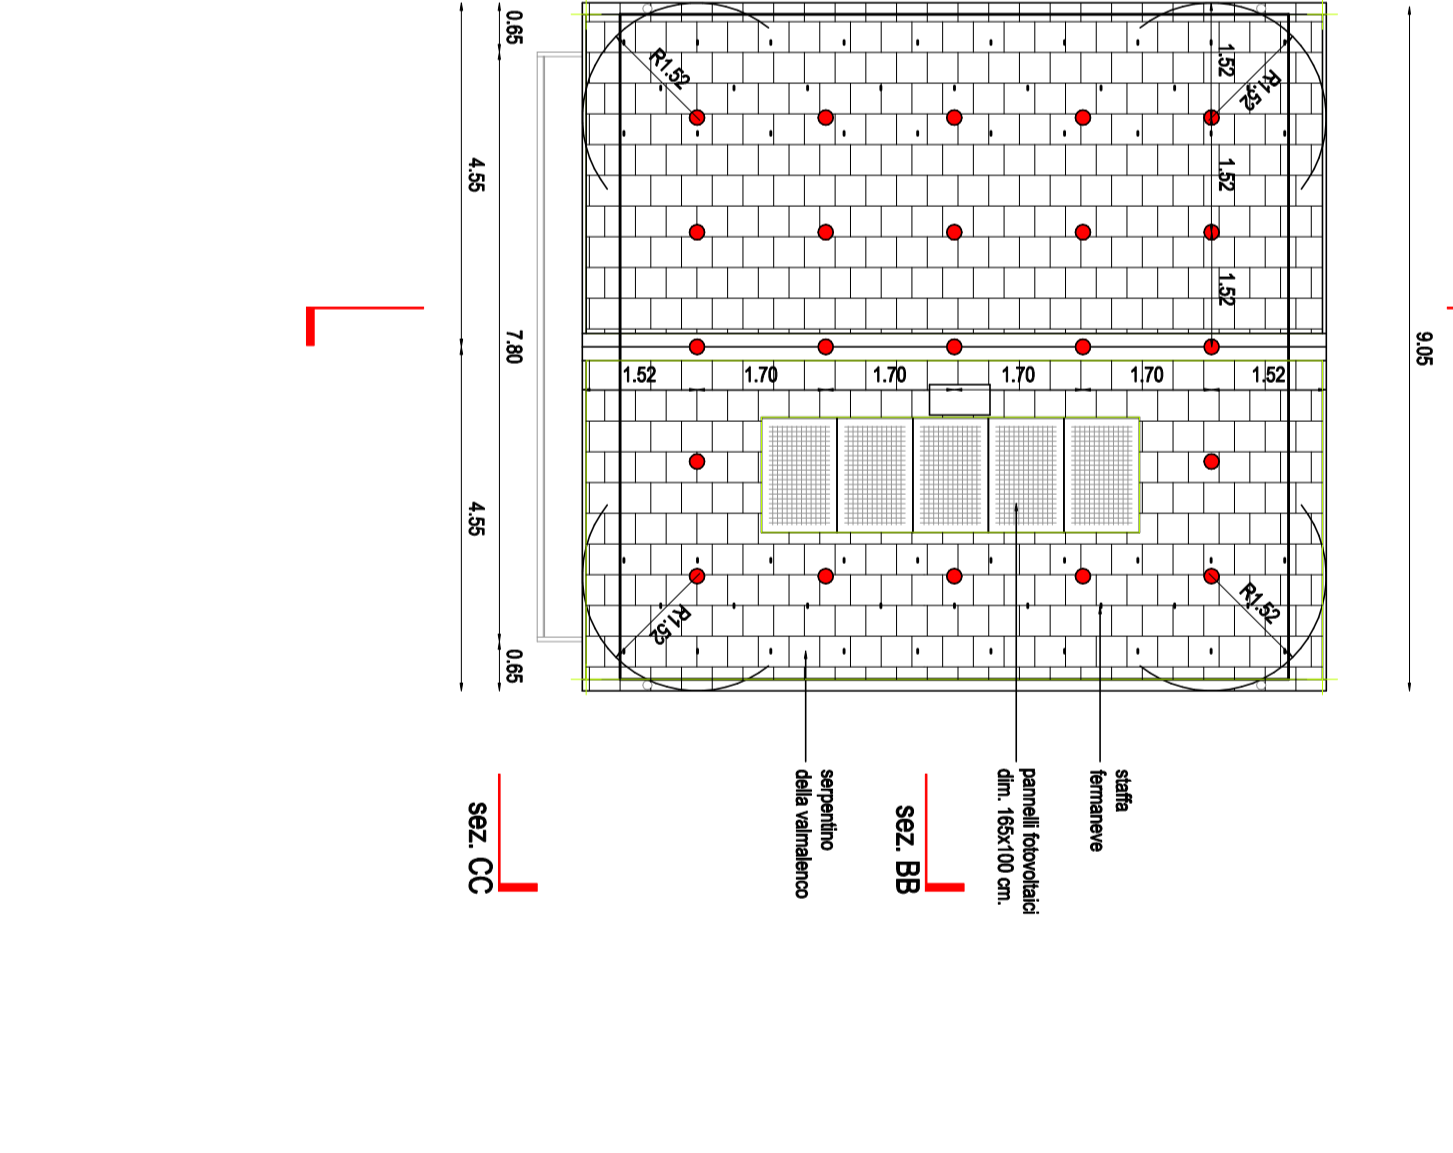 0.65
4.55
7.80
4.55
0.65
9.05
R1.52
R1.52
1.52
1.52
1.52
1.52
1.70
1.70
1.70
1.70
1.52
R1.52
R1.52
serpentino
della valmalenco
pannelli fotovoltaici
dim. 165x100 cm.
staffa
fermaneve
sez. CC
sez. BB